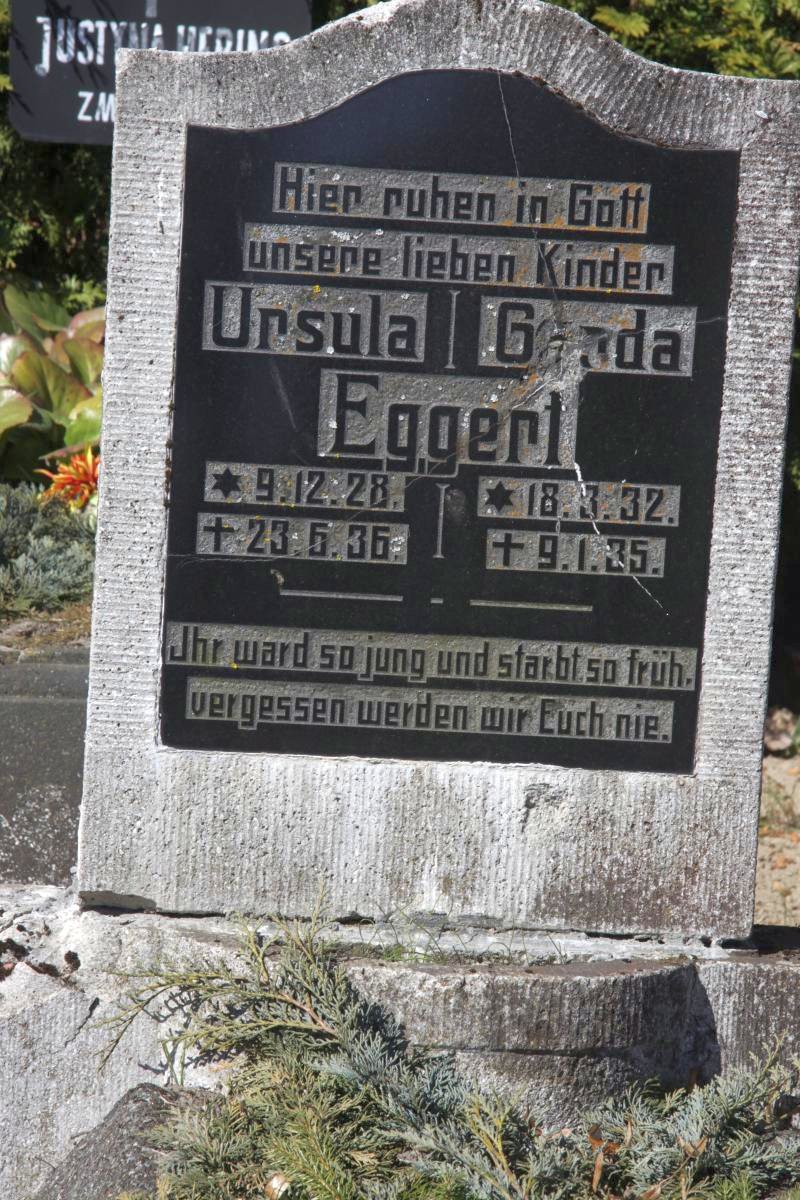 JUSTYNA
Hier ruhen in Gott
unsere lieben Kinder
Ursula
Eggert
* 9.12.28. * 18.3.32.
† 23.6.36. † 9.1.35.
Jhr ward so jung und starbt so früh,
vergessen werden wir Euch nie.